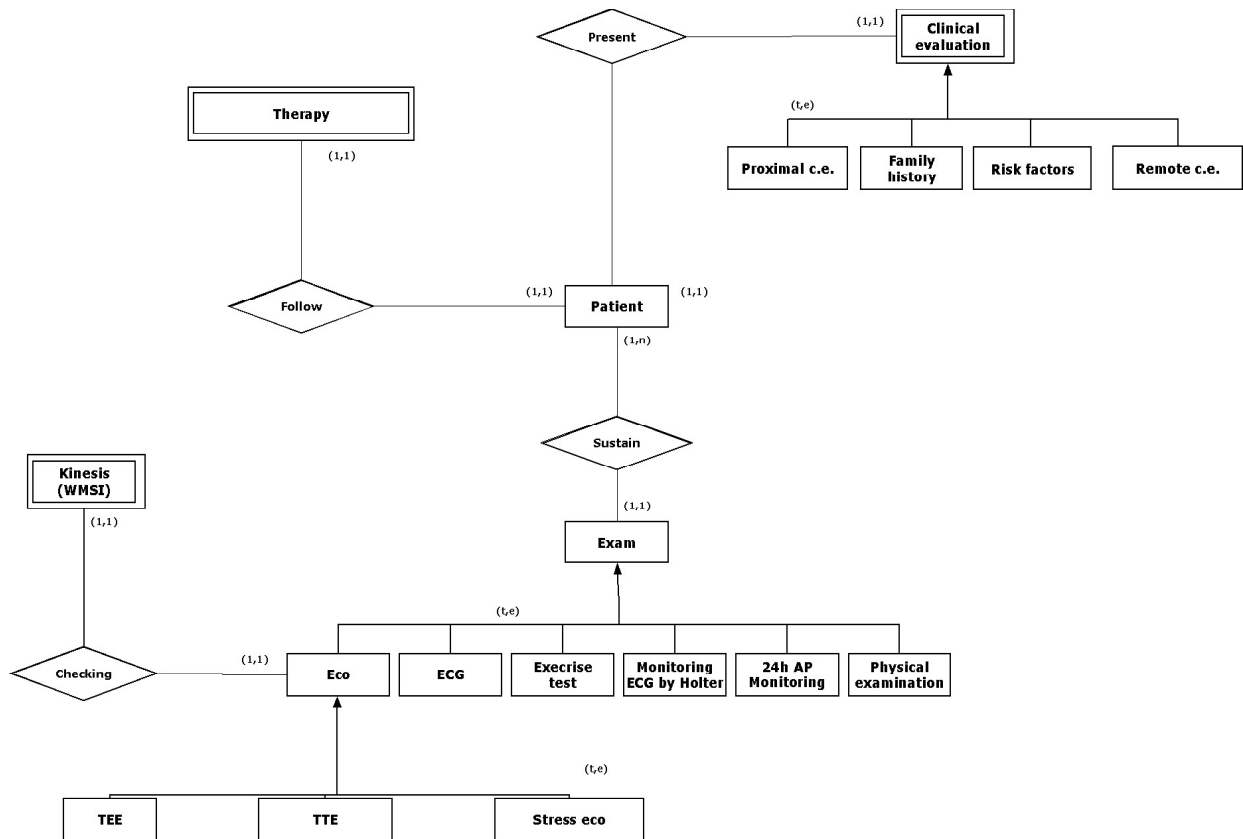 Present
(1,1)
Clinical
evaluation
Therapy
(1,1)
(t,e)
Proximal c.e.
Family
history
Risk factors
Remote c.e.
Follow
(1,1)
Patient
(1,1)
(1,n)
Sustain
Kinesis
(WMSI)
(1,1)
(1,1)
Exam
(t,e)
Checking
(1,1)
Eco
ECG
Execrise
test
Monitoring
ECG by Holter
24h AP
Monitoring
Physical
examination
(t,e)
TEE
TTE
Stress eco